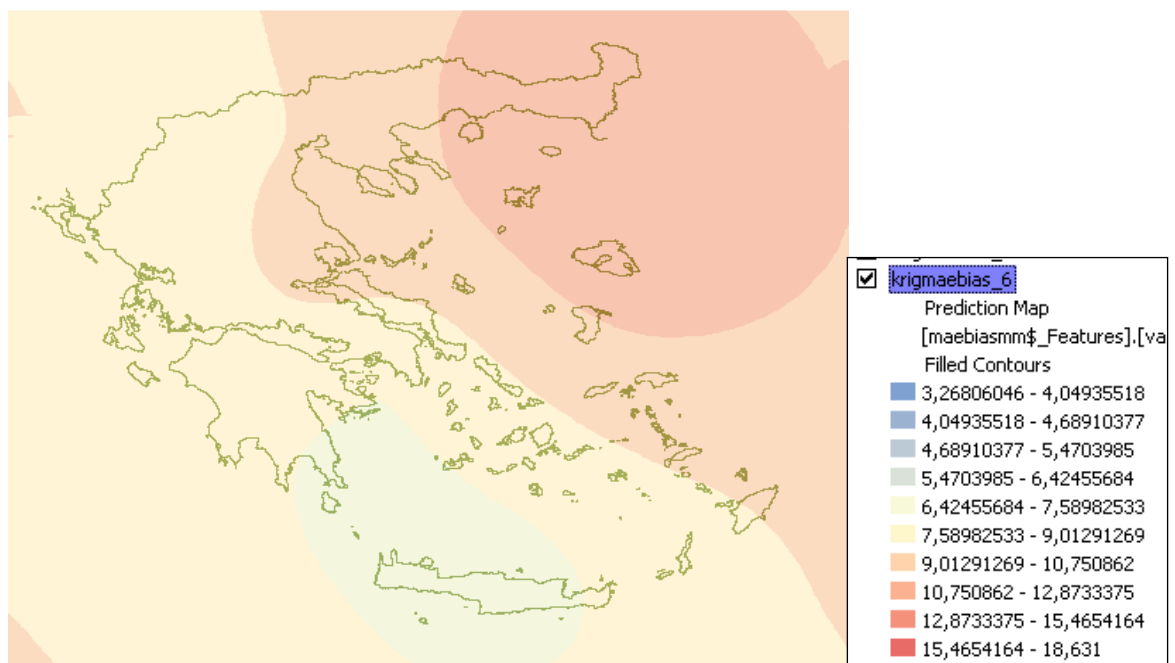 krigmaebias_6
Prediction Map
[maebiasmm$_Features].[va
Filled Contours
3,26806046 - 4,04935518
4,04935518 - 4,68910377
4,68910377 - 5,4703985
5,4703985 - 6,42455684
6,42455684 - 7,58982533
7,58982533 - 9,01291269
9,01291269 - 10,750862
10,750862 - 12,8733375
12,8733375 - 15,4654164
15,4654164 - 18,631